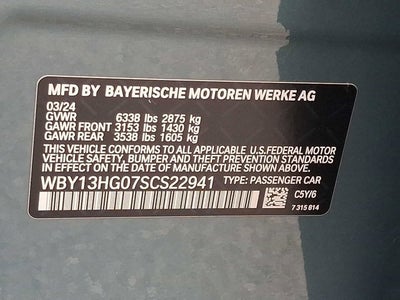 MFD BY BAYERISCHE MOTOREN WERKE AG
03/24
GVWR 6338 lbs 2875 kg
GAWR FRONT 3153 lbs 1430 kg
GAWR REAR 3538 lbs 1605 kg
THIS VEHICLE CONFORMS TO ALL APPLICABLE U.S.FEDERAL MOTOR
VEHICLE SAFETY, BUMPER AND THEFT PREVENTION STANDARDS
IN EFFECT ON THE DATE OF MANUFACTURE SHOWN ABOVE.
WBY13HG07SCS22941 TYPE: PASSENGER CAR
C5Y/6
7 315 814